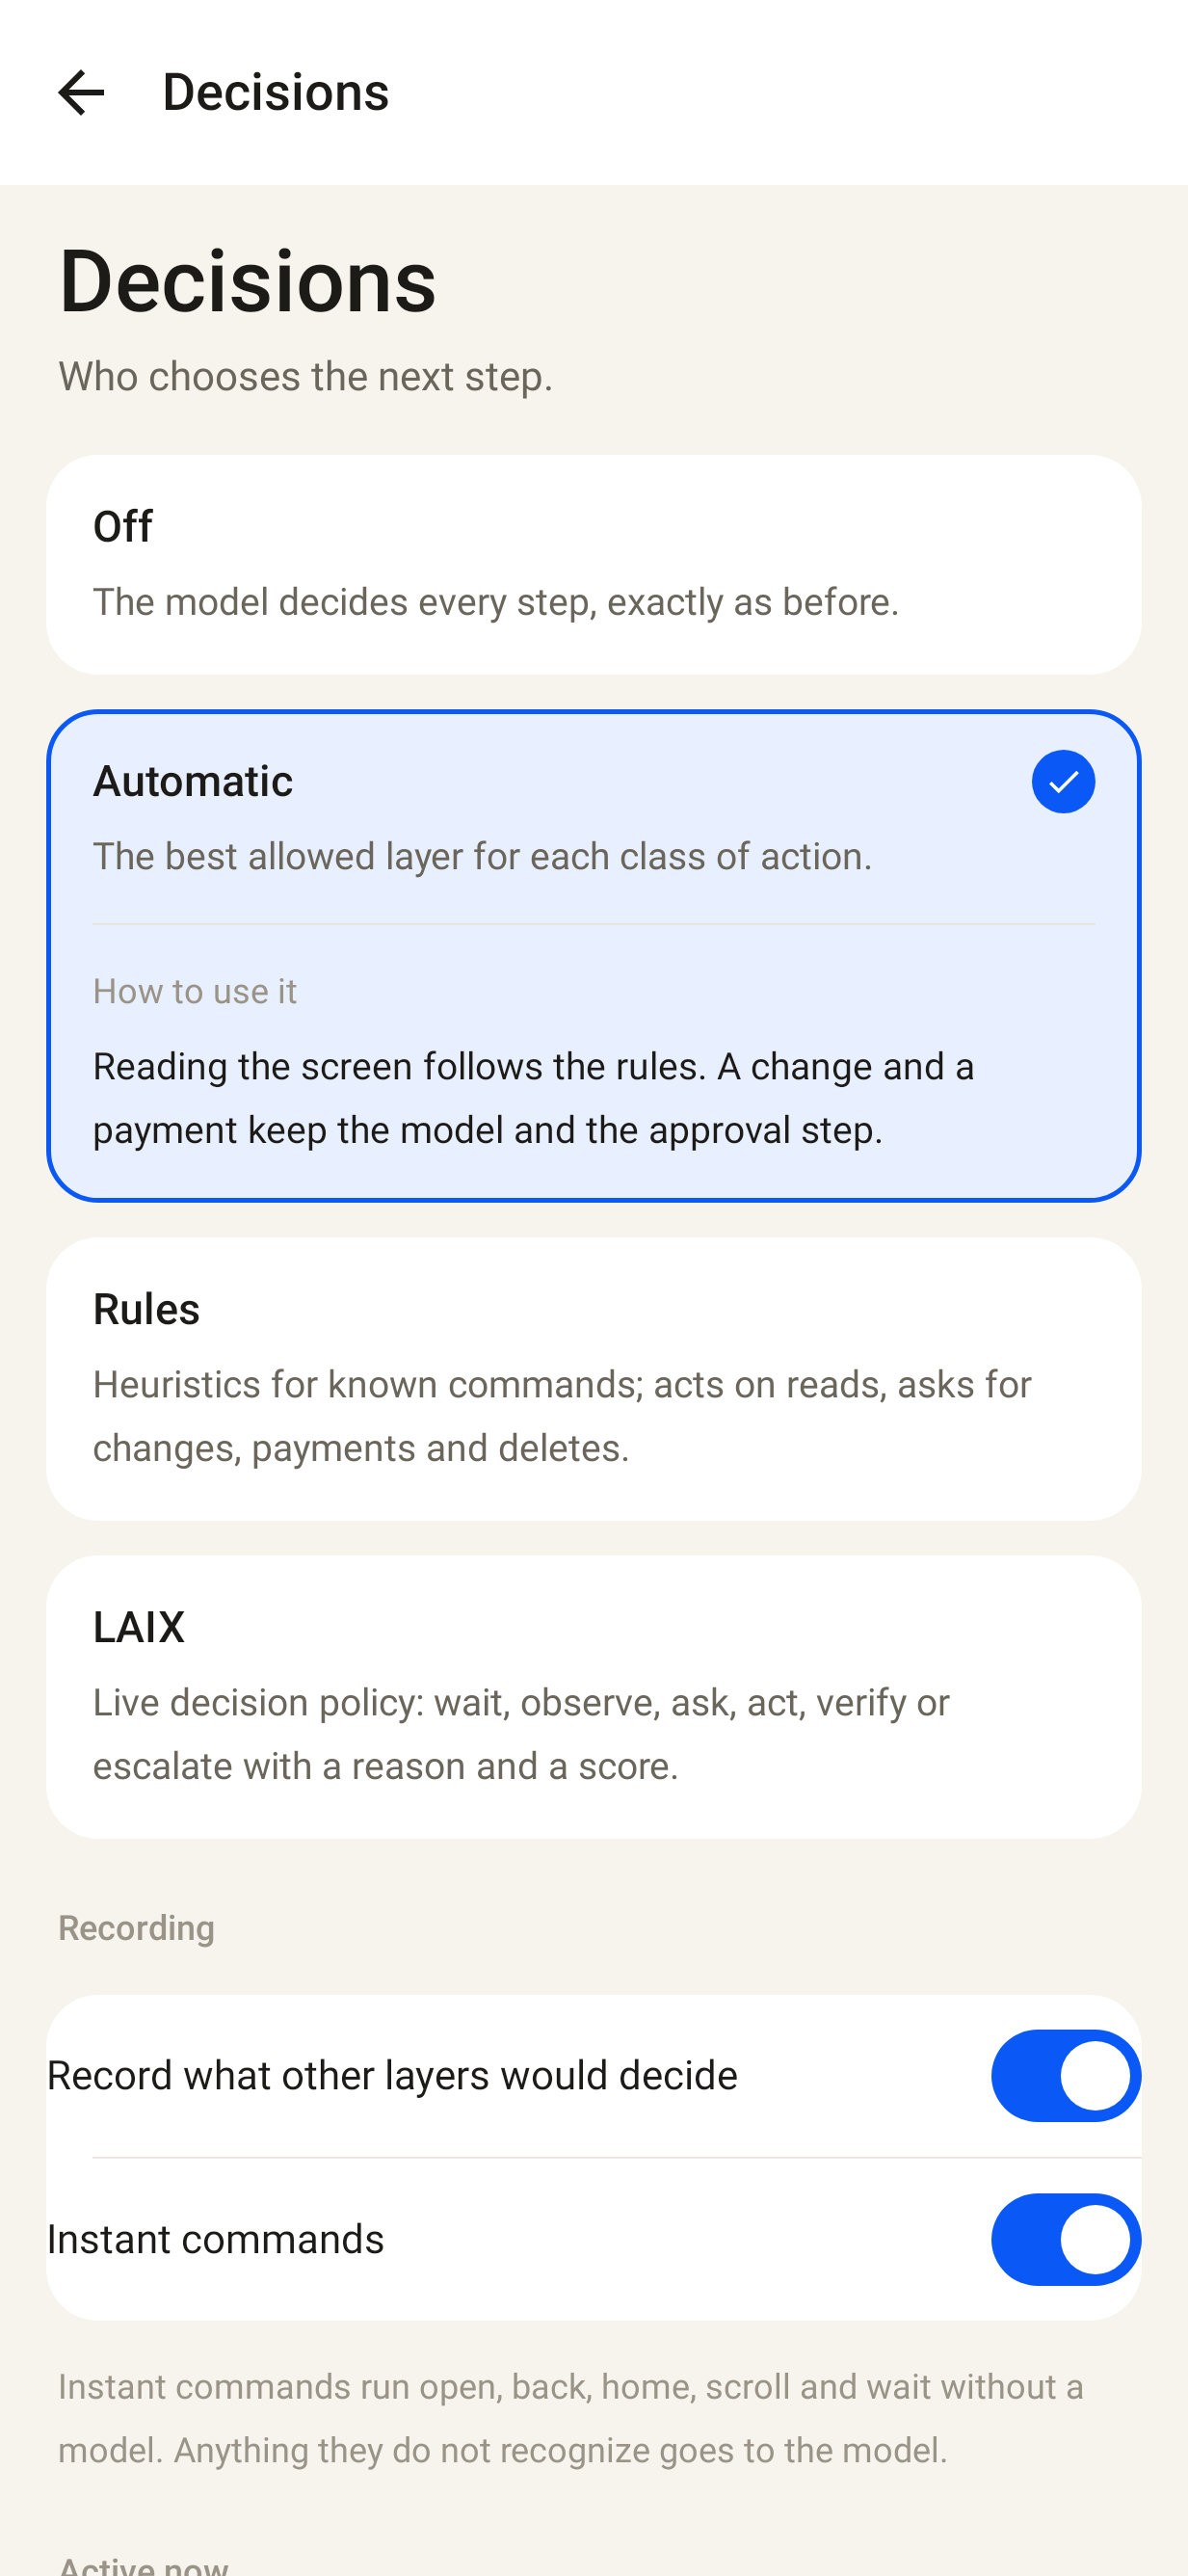 Decisions
Decisions
Who chooses the next step.
Off
The model decides every step, exactly as before.
Automatic
The best allowed layer for each class of action.
How to use it
Reading the screen follows the rules. A change and a
payment keep the model and the approval step.
Rules
Heuristics for known commands; acts on reads, asks for
changes, payments and deletes.
LAIX
Live decision policy: wait, observe, ask, act, verify or
escalate with a reason and a score.
Recording
Record what other layers would decide
Instant commands
Instant commands run open, back, home, scroll and wait without a
model. Anything they do not recognize goes to the model.
Active now